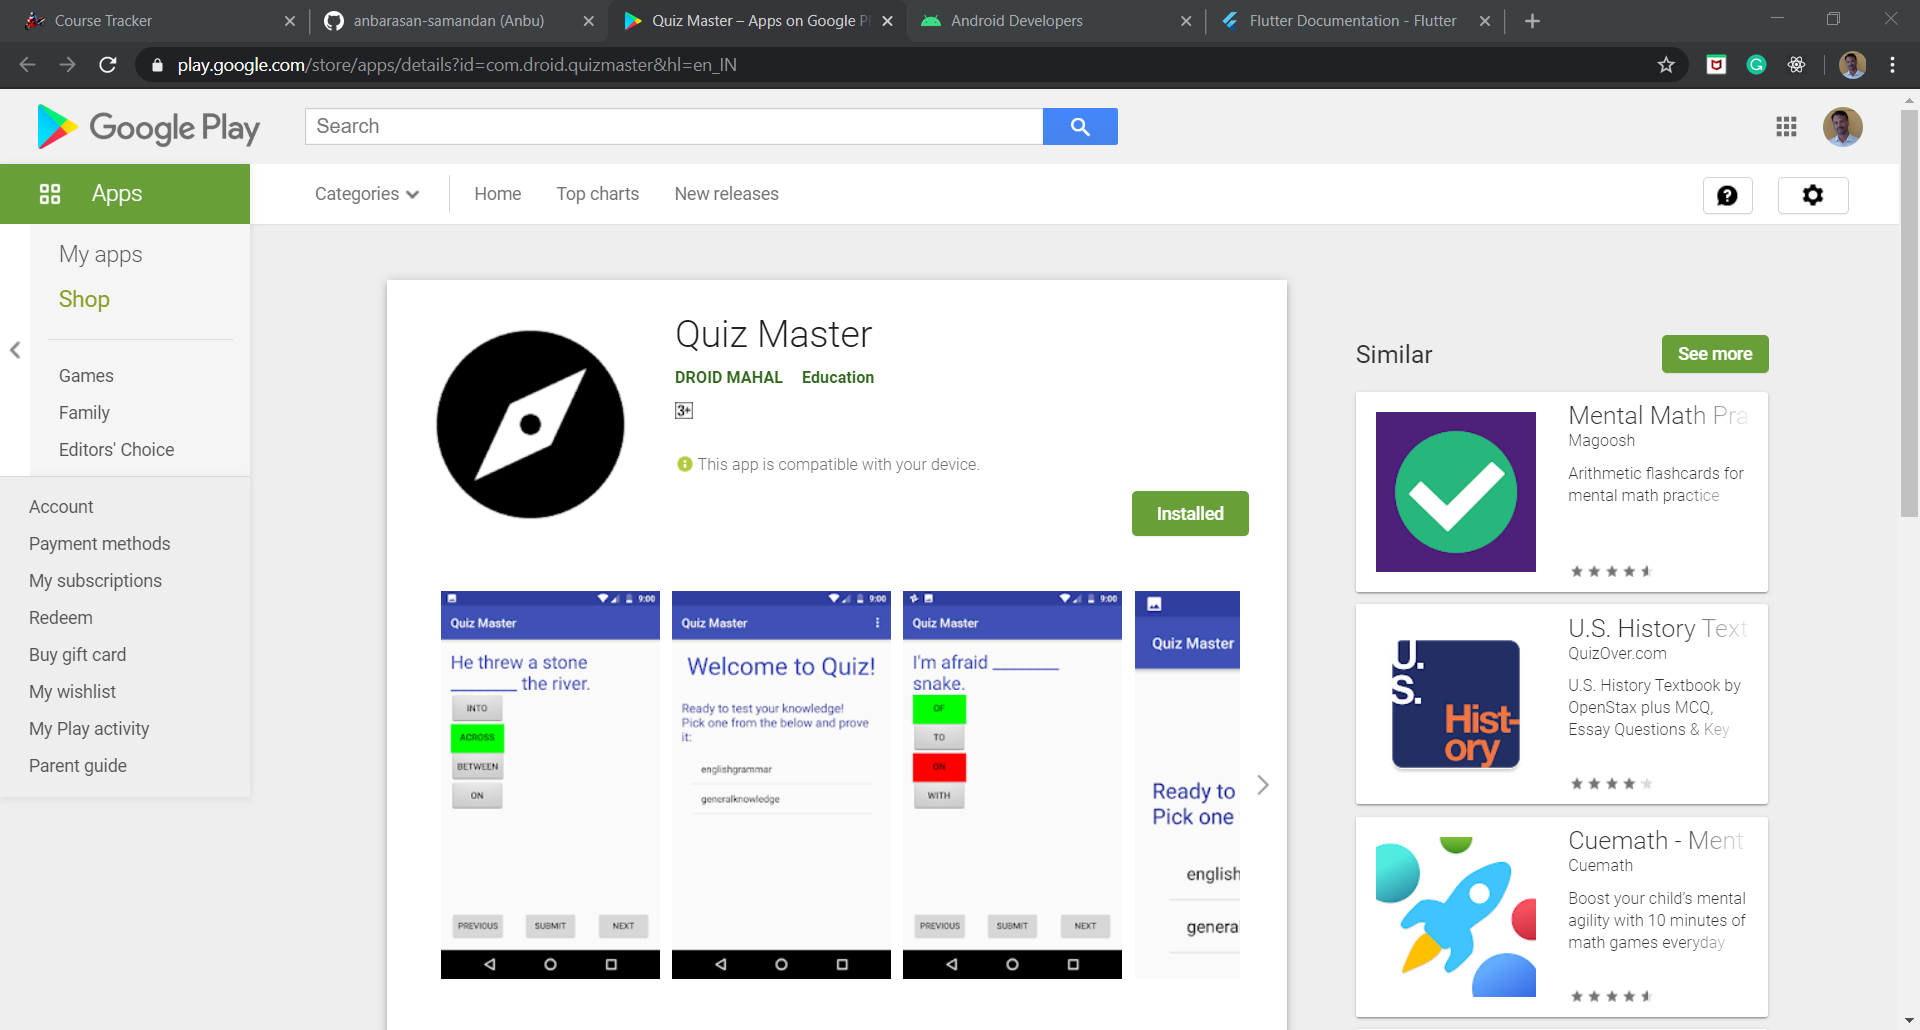 Course Tracker
anbarasan-samandan (Anbu)
Quiz Master – Apps on Google P
Android Developers
Flutter Documentation - Flutter
play.google.com/store/apps/details?id=com.droid.quizmaster&hl=en_IN
Google Play
Search
Apps
Categories
Home
Top charts
New releases
My apps
Shop
Games
Family
Editors' Choice
Account
Payment methods
My subscriptions
Redeem
Buy gift card
My wishlist
My Play activity
Parent guide
Quiz Master
DROID MAHAL Education
3+
This app is compatible with your device.
Installed
9:00
Quiz Master
He threw a stone
________ the river.
INTO
ACROSS
BETWEEN
ON
PREVIOUS
SUBMIT
NEXT
9:00
Quiz Master
Welcome to Quiz!
Ready to test your knowledge!
Pick one from the below and prove
it:
englishgrammar
generalknowledge
9:00
Quiz Master
I'm afraid ________
snake.
OF
TO
ON
WITH
PREVIOUS
SUBMIT
NEXT
Quiz Master
Ready to
Pick one
english
genera
Similar
See more
Mental Math Pra
Magoosh
Arithmetic flashcards for
mental math practice
U.S.
Hist-
ory
U.S. History Text
QuizOver.com
U.S. History Textbook by
OpenStax plus MCQ,
Essay Questions & Key
Cuemath - Ment
Cuemath
Boost your child's mental
agility with 10 minutes of
math games everyday